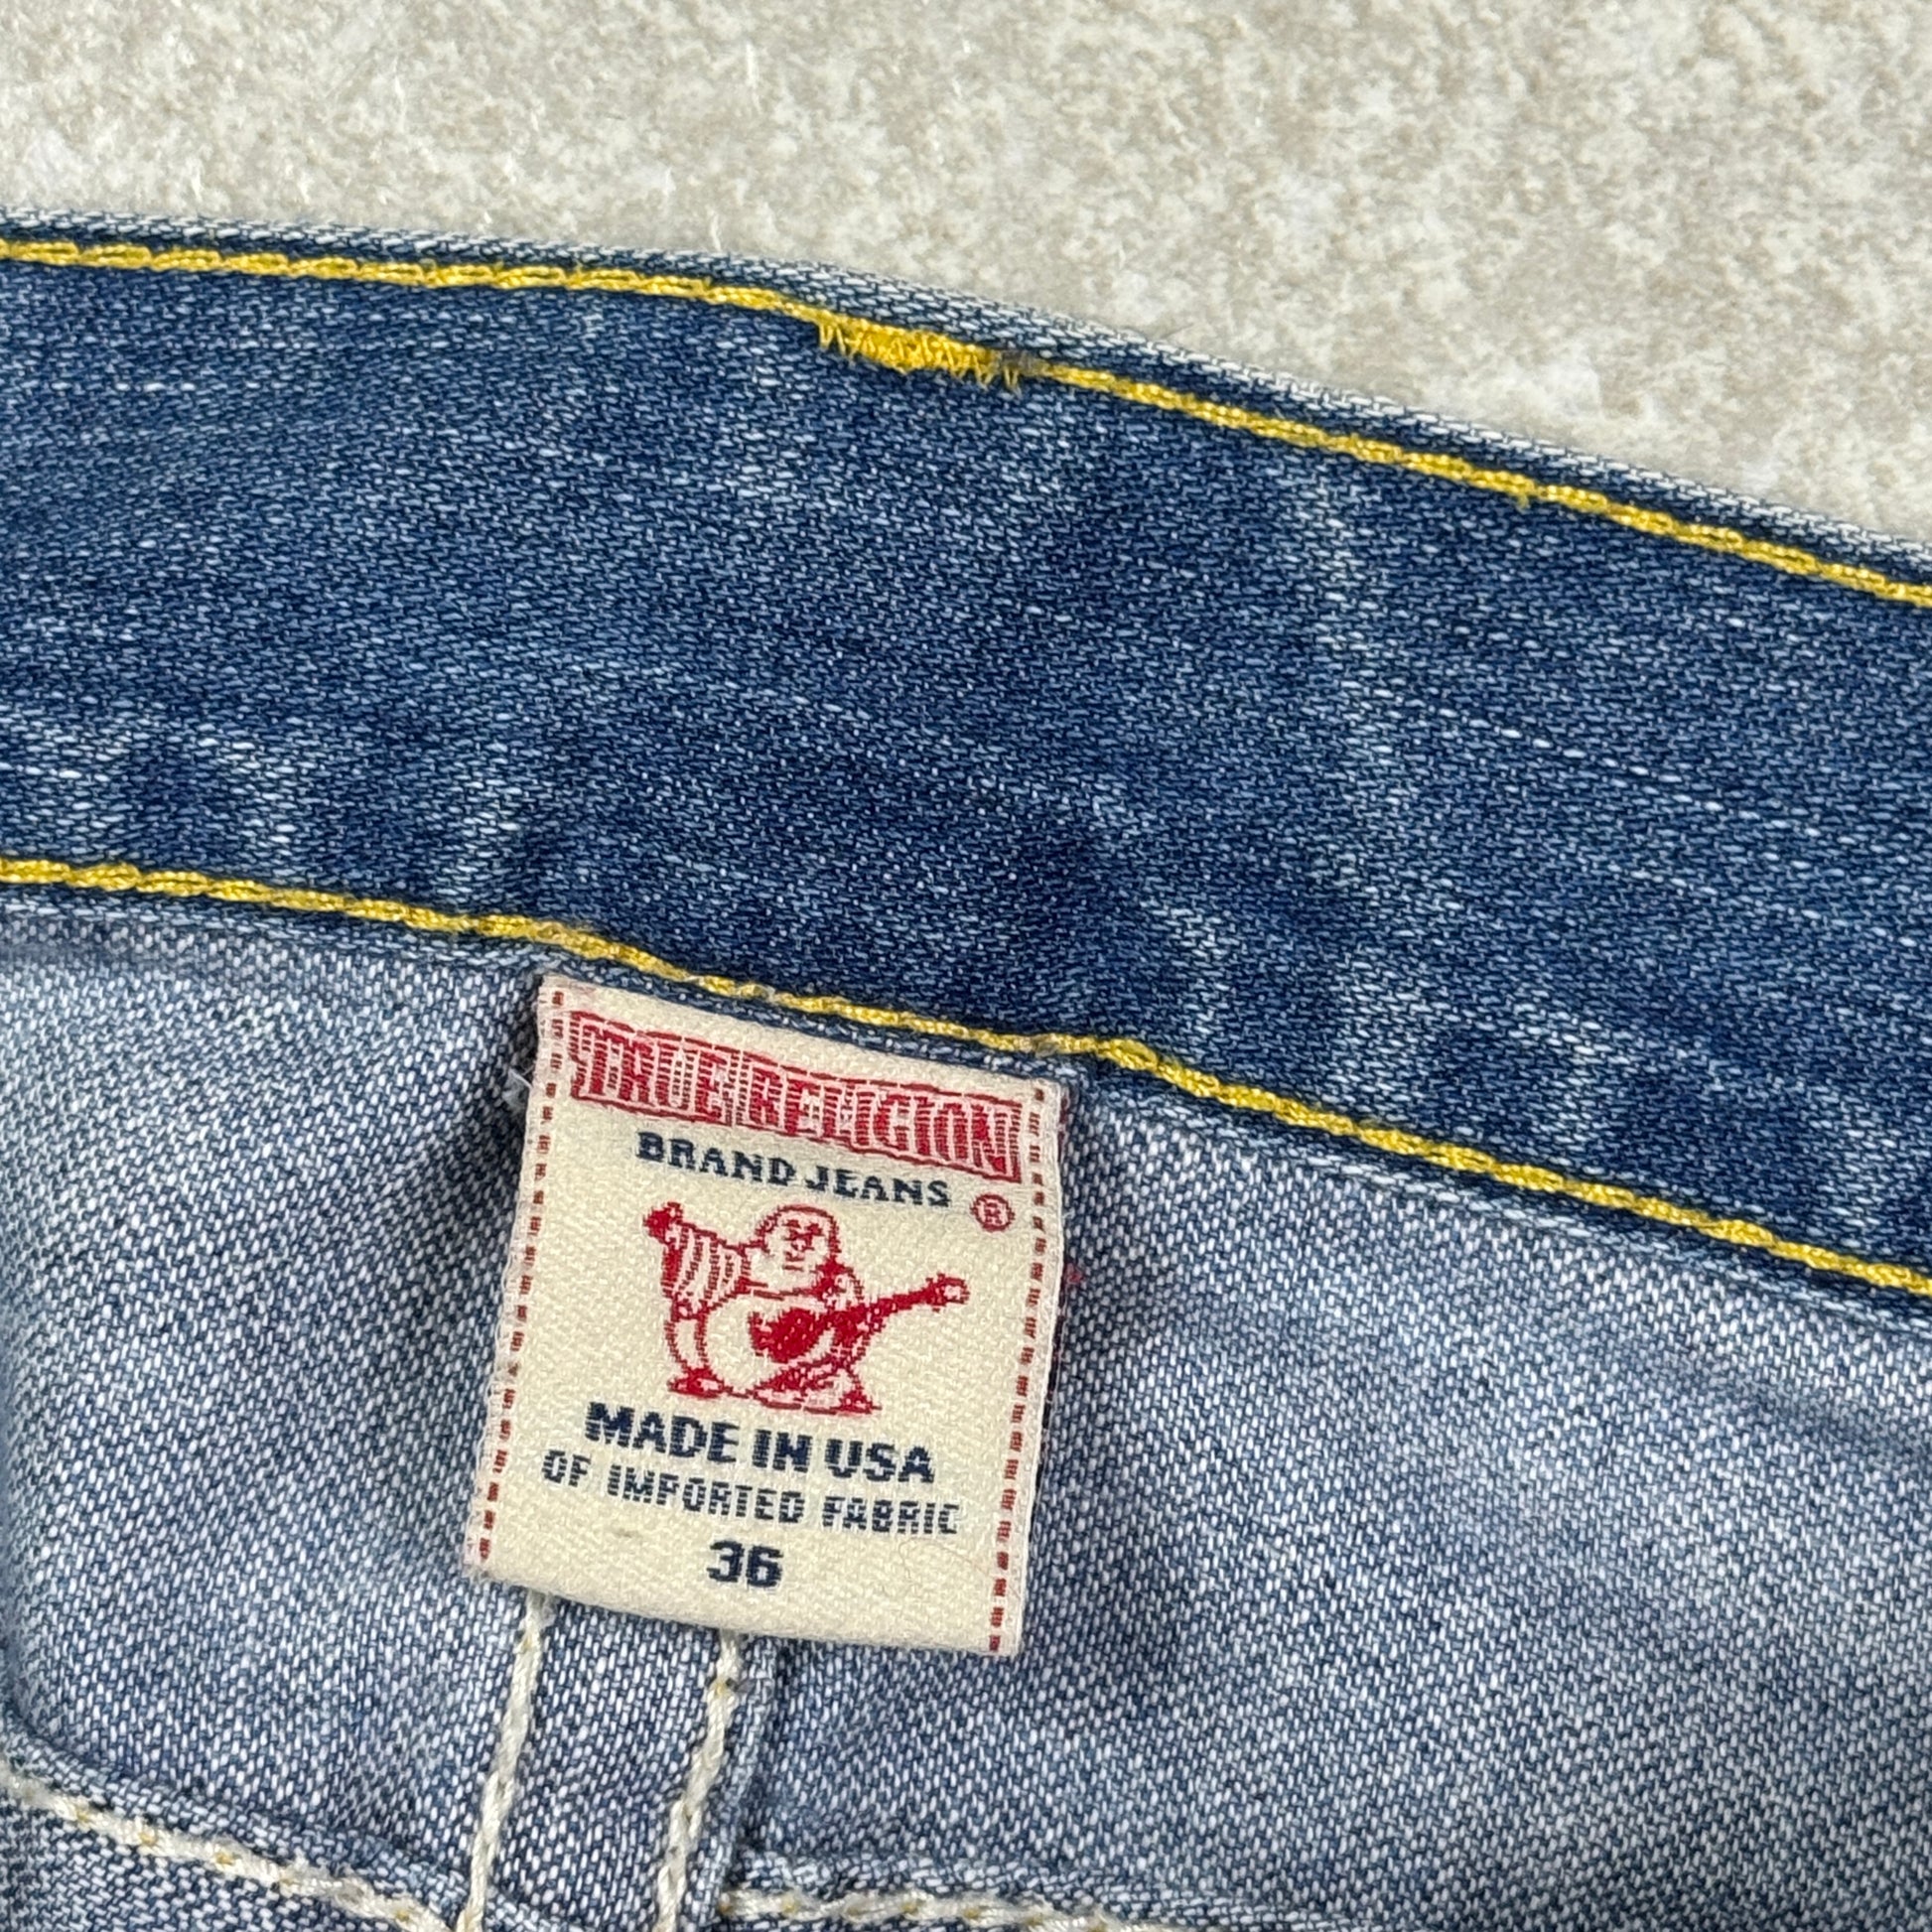 TRUE RELIGION
BRAND JEANS
®
MADE IN USA
OF IMPORTED FABRIC
36